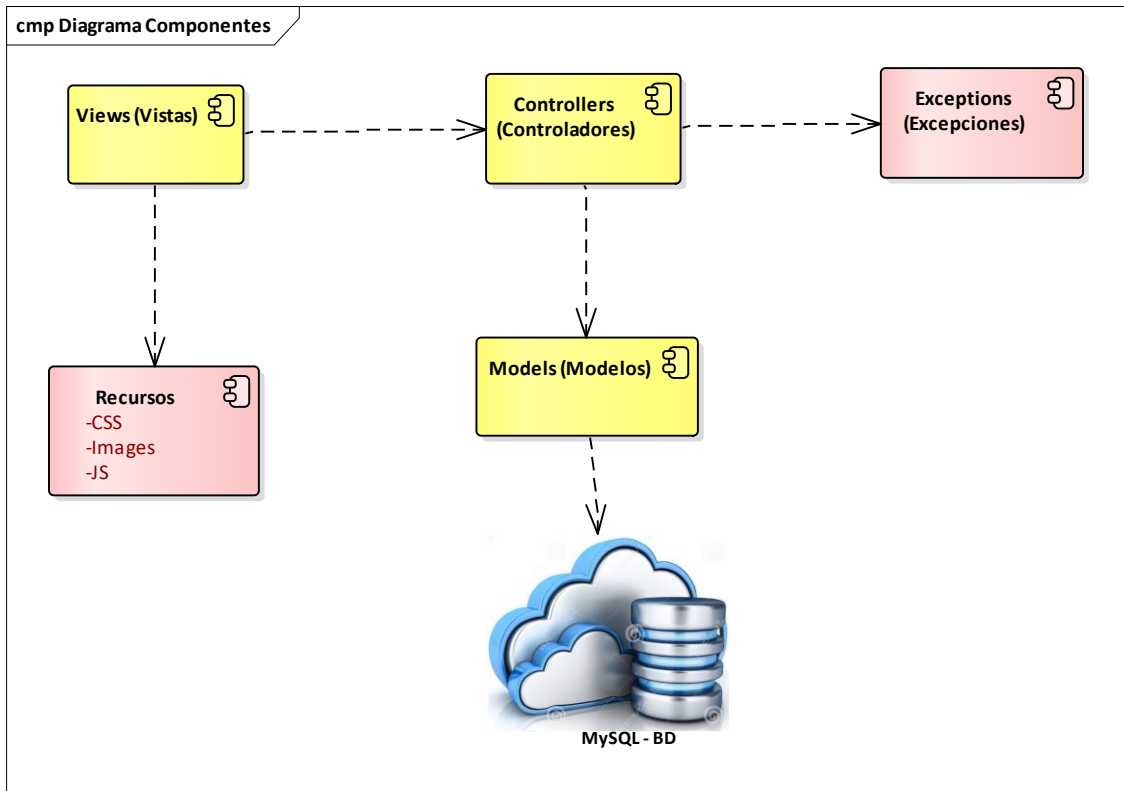 cmp Diagrama Componentes
Views (Vistas)
Controllers
(Controladores)
Exceptions
(Excepciones)
Recursos
-CSS
-Images
-JS
Models (Modelos)
MySQL - BD